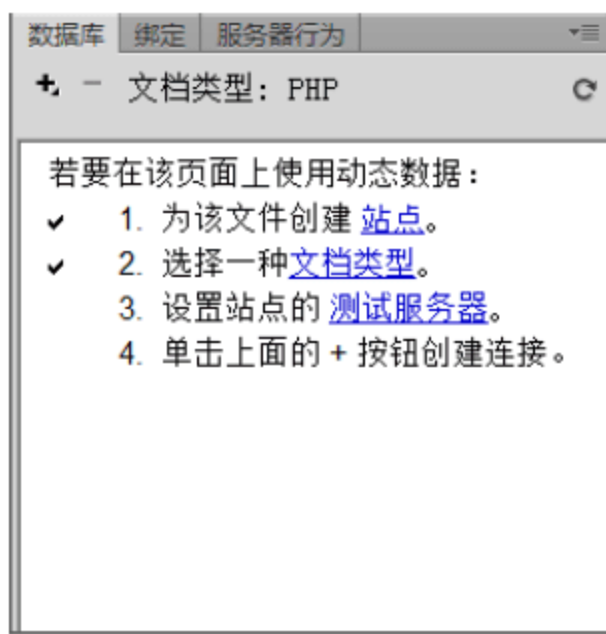 数据库 绑定 服务器行为
文档类型: PHP
若要在该页面上使用动态数据:
1. 为该文件创建 站点。
2. 选择一种文档类型。
3. 设置站点的 测试服务器。
4. 单击上面的 + 按钮创建连接。